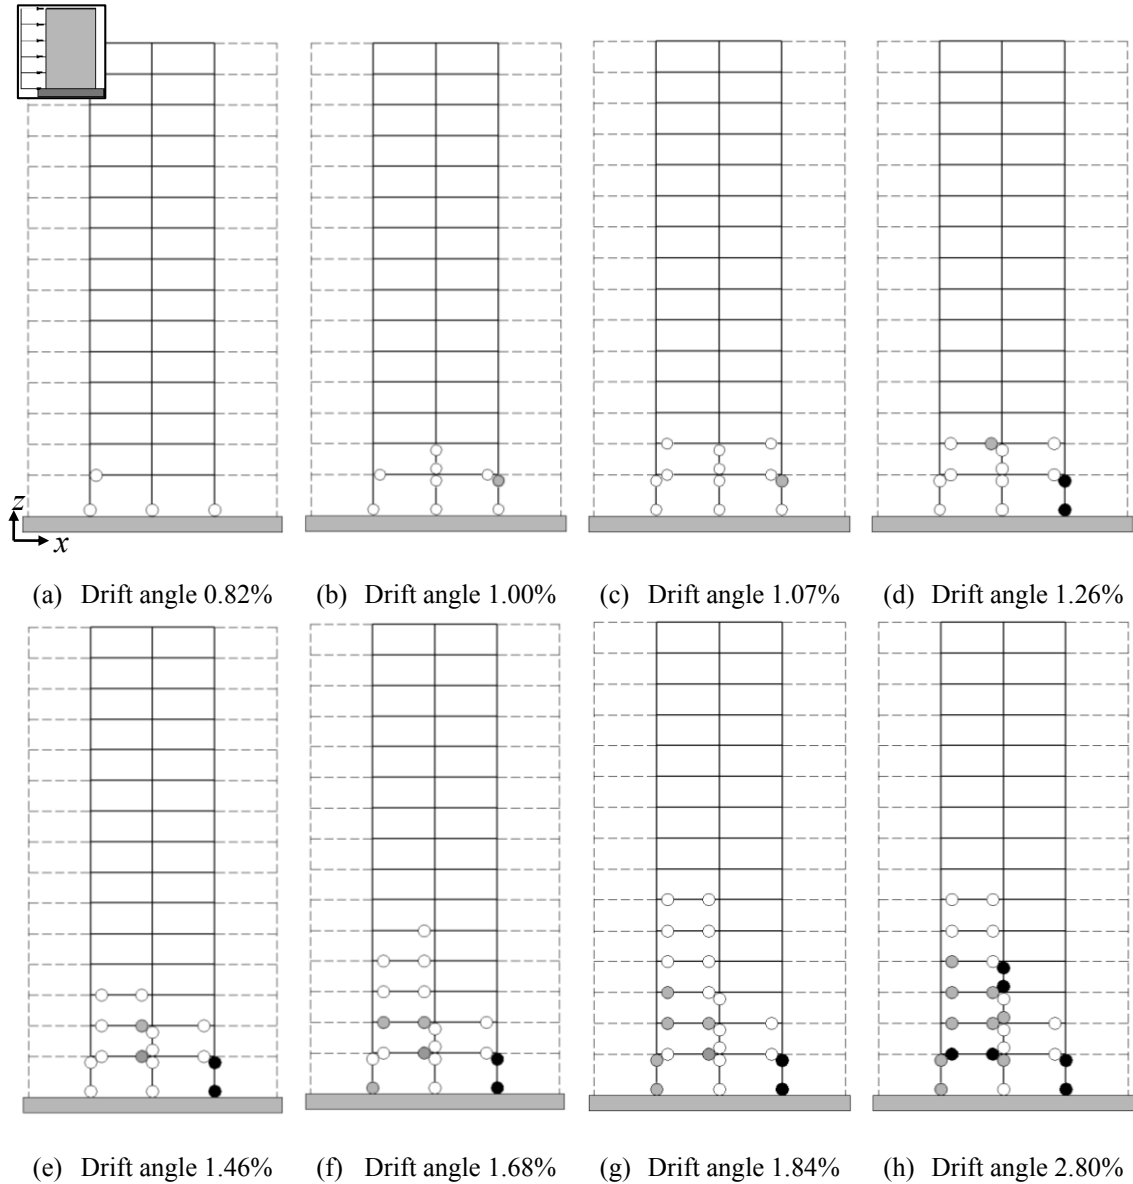 z
x
(a) Drift angle 0.82%
(b) Drift angle 1.00%
(c) Drift angle 1.07%
(d) Drift angle 1.26%
(e) Drift angle 1.46%
(f) Drift angle 1.68%
(g) Drift angle 1.84%
(h) Drift angle 2.80%